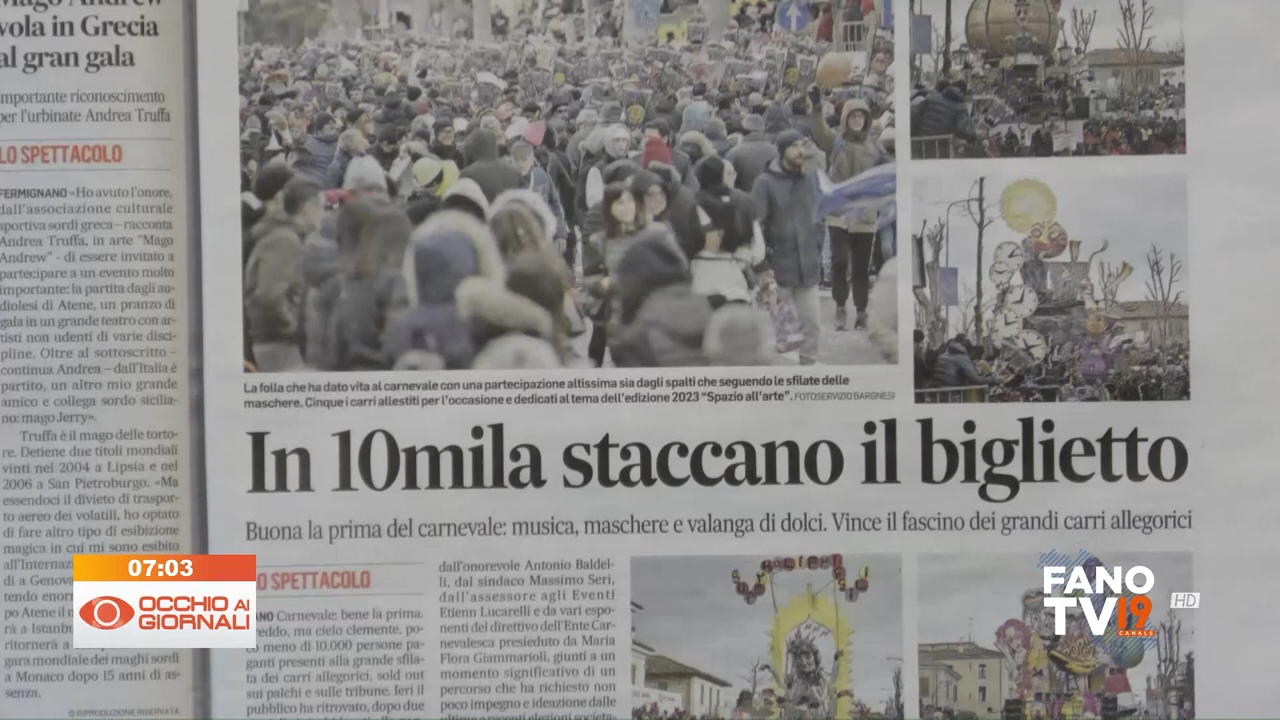 Mago Andrew
vola in Grecia
al gran gala
importante riconoscimento
per l'urbinate Andrea Truffa
LO SPETTACOLO
FERMIGNANO «Ho avuto l'onore,
dall'associazione culturale
sportiva sordi greca – racconta
Andrea Truffa, in arte "Mago
Andrew" - di essere invitato a
partecipare a un evento molto
importante: la partita dagli au-
diolesi di Atene, un pranzo di
gala in un grande teatro con ar-
tisti non udenti di varie disci-
pline. Oltre al sottoscritto –
continua Andrea – dall'Italia è
partito, un altro mio grande
amico e collega sordo sicilia-
no: mago Jerry».
Truffa è il mago delle torto-
re. Detiene due titoli mondiali
vinti nel 2004 a Lipsia e nel
2006 a San Pietroburgo. «Ma
essendoci il divieto di traspor-
to aereo dei volatili, ho optato
di fare altro tipo di esibizione
magica in cui mi sono esibito
all'Internaz
di a Genova
tendo enor
po Atene il
rà a Istanb
ritornerà a
gara mondiale dei maghi sordi
a Monaco dopo 15 anni di as-
senza.
© RIPRODUZIONE RISERVATA
La folla che ha dato vita al carnevale con una partecipazione altissima sia dagli spalti che seguendo le sfilate delle
maschere. Cinque i carri allestiti per l'occasione e dedicati al tema dell'edizione 2023 "Spazio all'arte". FOTOSERVIZIO BARGNESI
In 10mila staccano il biglietto
Buona la prima del carnevale: musica, maschere e valanga di dolci. Vince il fascino dei grandi carri allegorici
LO SPETTACOLO
FANO Carnevale: bene la prima.
Freddo, ma cielo clemente, po-
co meno di 10.000 persone pa-
ganti presenti alla grande sfila-
ta dei carri allegorici, sold out
sui palchi e sulle tribune. Ieri il
pubblico ha ritrovato, dopo due
dall'onorevole Antonio Baldel-
li, dal sindaco Massimo Seri,
dall'assessore agli Eventi
Etienn Lucarelli e da vari espo-
nenti del direttivo dell'Ente Car-
nevalesca presieduto da Maria
Flora Giammarioli, giunti a un
momento significativo di un
percorso che ha richiesto non
poco impegno e ideazione dalle
07:03
OCCHIO AI
GIORNALI
FANO
TV19
CANALE
HD